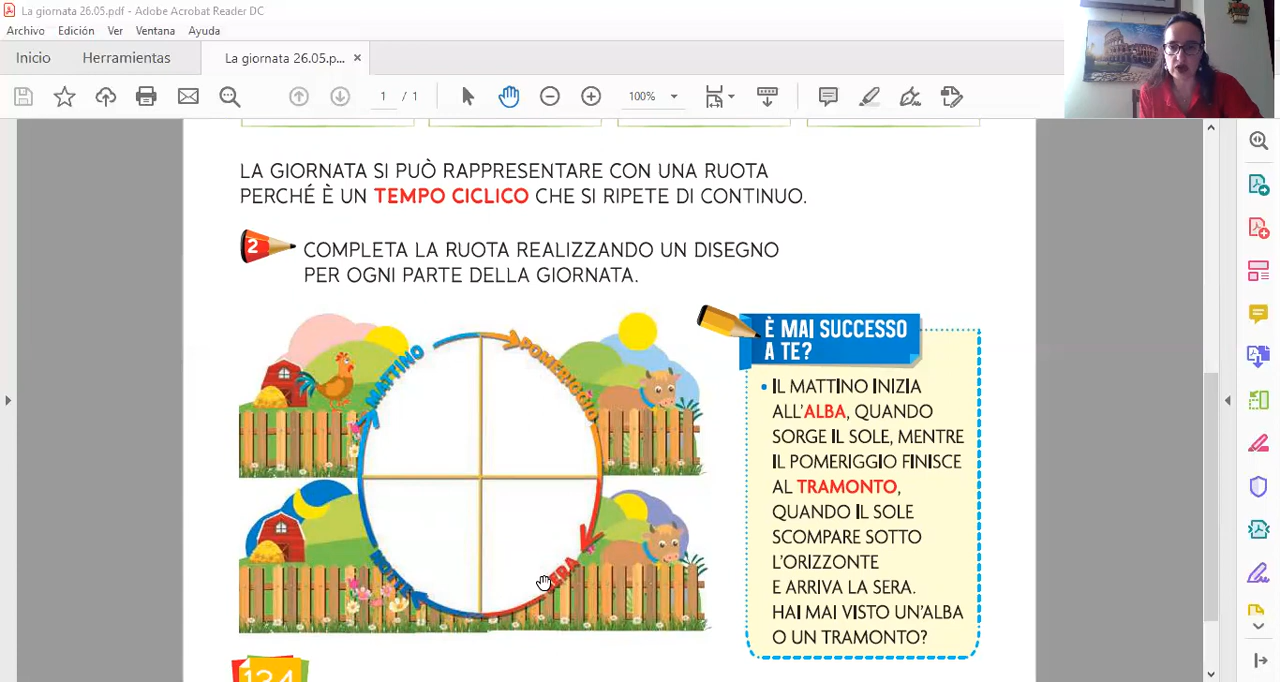 La giornata 26.05.pdf - Adobe Acrobat Reader DC
Archivo Edición Ver Ventana Ayuda
Inicio Herramientas La giornata 26.05.p... ×
1 / 1 100%
LA GIORNATA SI PUÒ RAPPRESENTARE CON UNA RUOTA
PERCHÉ È UN TEMPO CICLICO CHE SI RIPETE DI CONTINUO.
2 COMPLETA LA RUOTA REALIZZANDO UN DISEGNO
PER OGNI PARTE DELLA GIORNATA.
MATTINO
POMERIGGIO
SERA
NOTTE
È MAI SUCCESSO
A TE?
• IL MATTINO INIZIA
ALL'ALBA, QUANDO
SORGE IL SOLE, MENTRE
IL POMERIGGIO FINISCE
AL TRAMONTO,
QUANDO IL SOLE
SCOMPARE SOTTO
L'ORIZZONTE
E ARRIVA LA SERA.
HAI MAI VISTO UN'ALBA
O UN TRAMONTO?
134